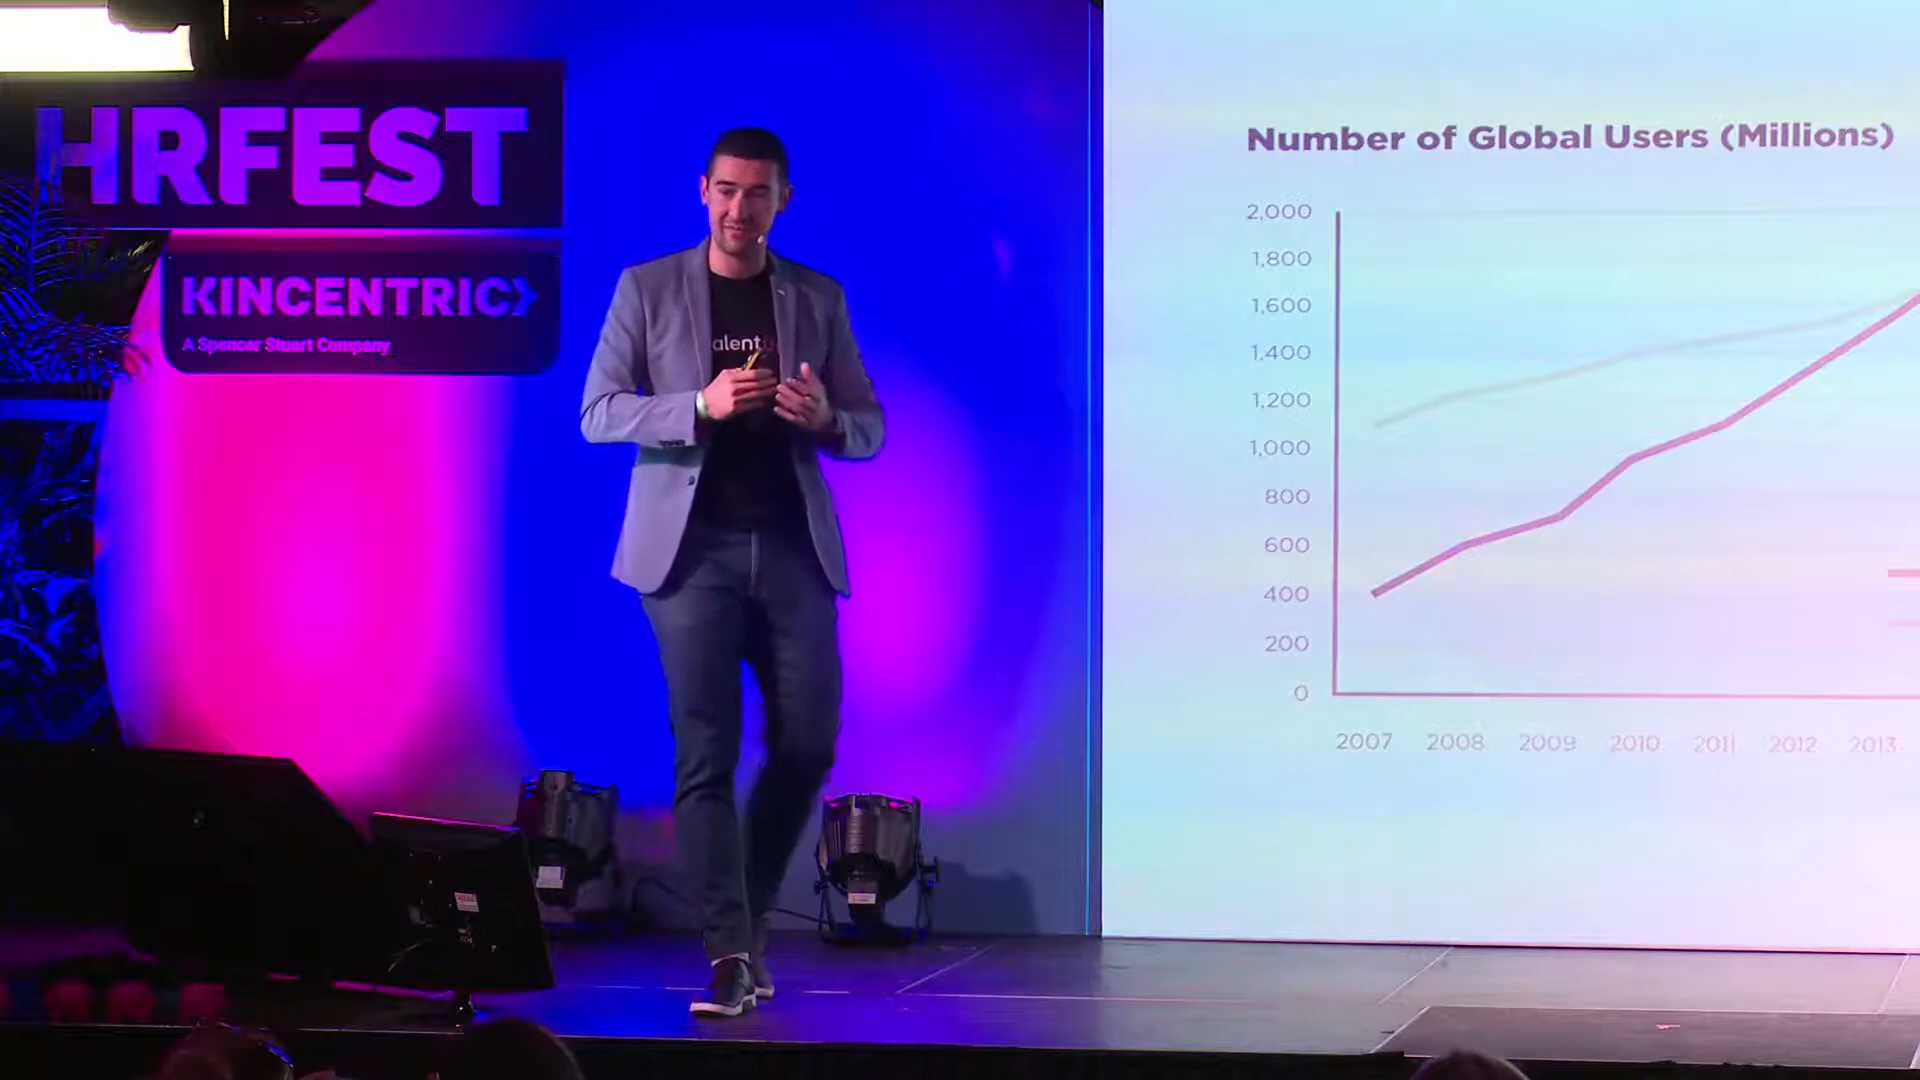 HRFEST
KINCENTRIC
A Spencer Stuart Company
alent
Number of Global Users (Millions)
2,000
1,800
1,600
1,400
1,200
1,000
800
600
400
200
0
2007 2008 2009 2010 2011 2012 2013